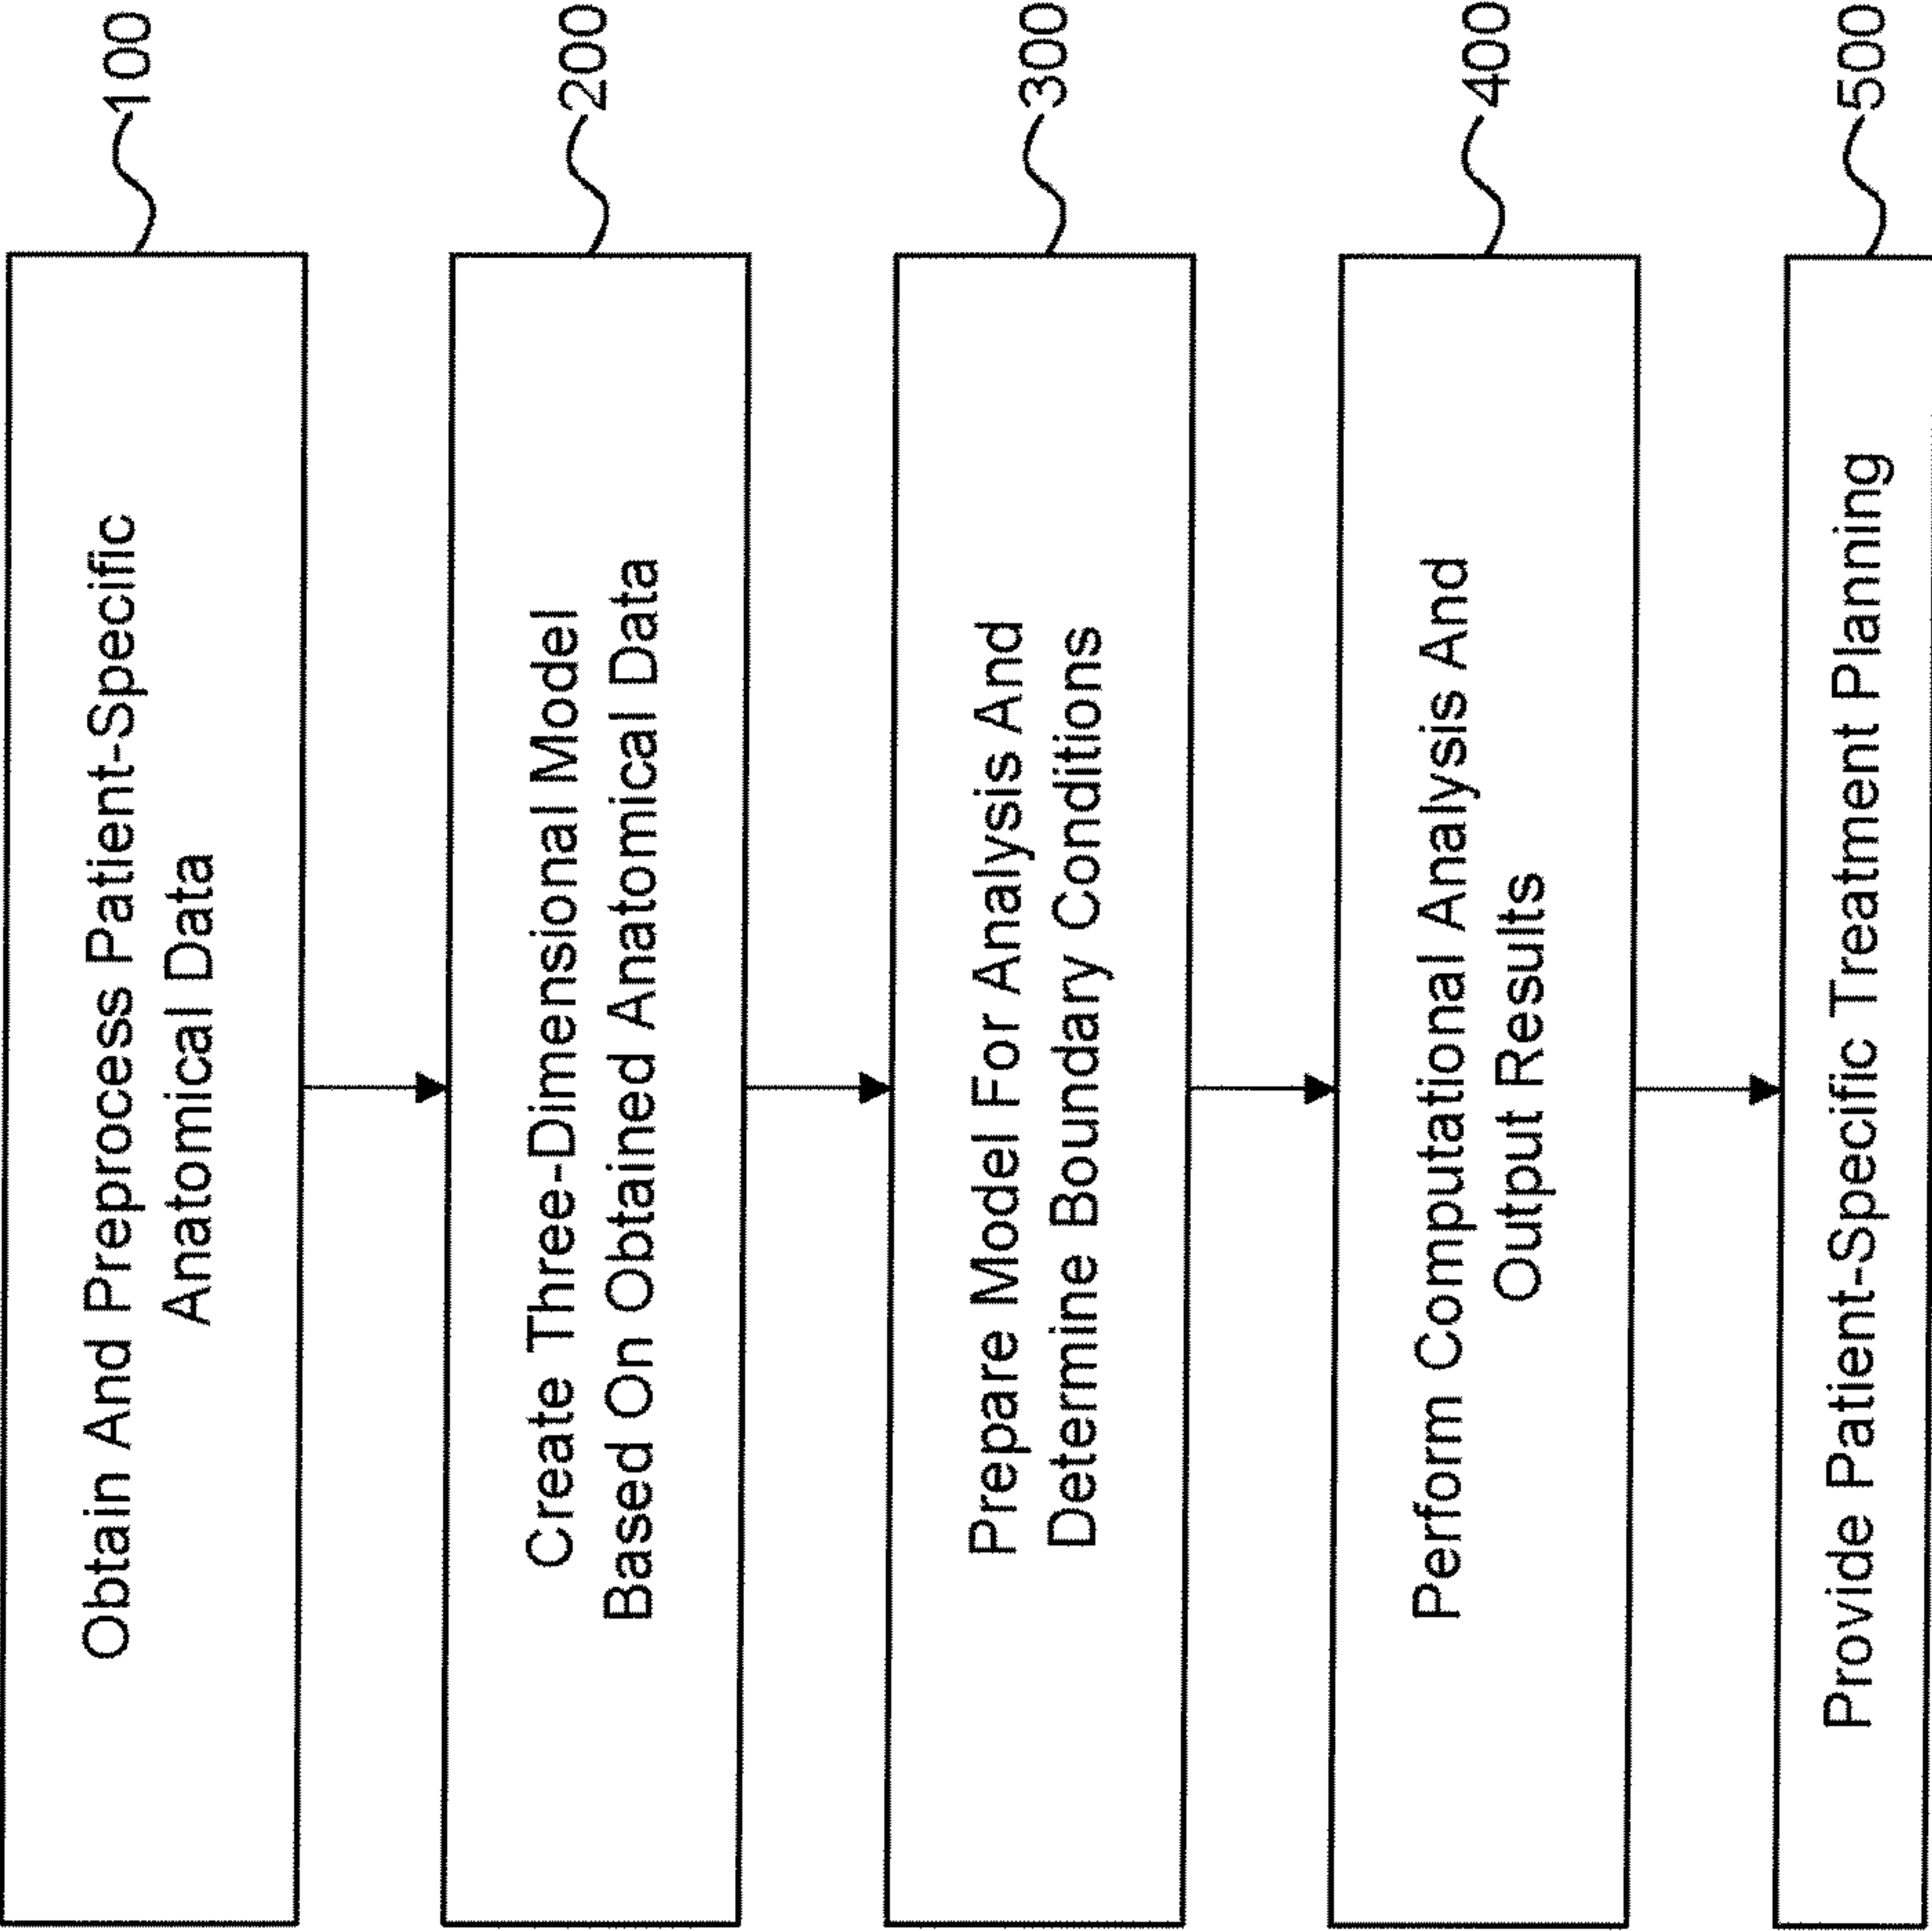 Obtain And Preprocess Patient-Specific
Anatomical Data
100
Create Three-Dimensional Model
Based On Obtained Anatomical Data
200
Prepare Model For Analysis And
Determine Boundary Conditions
300
Perform Computational Analysis And
Output Results
400
Provide Patient-Specific Treatment Planning
500